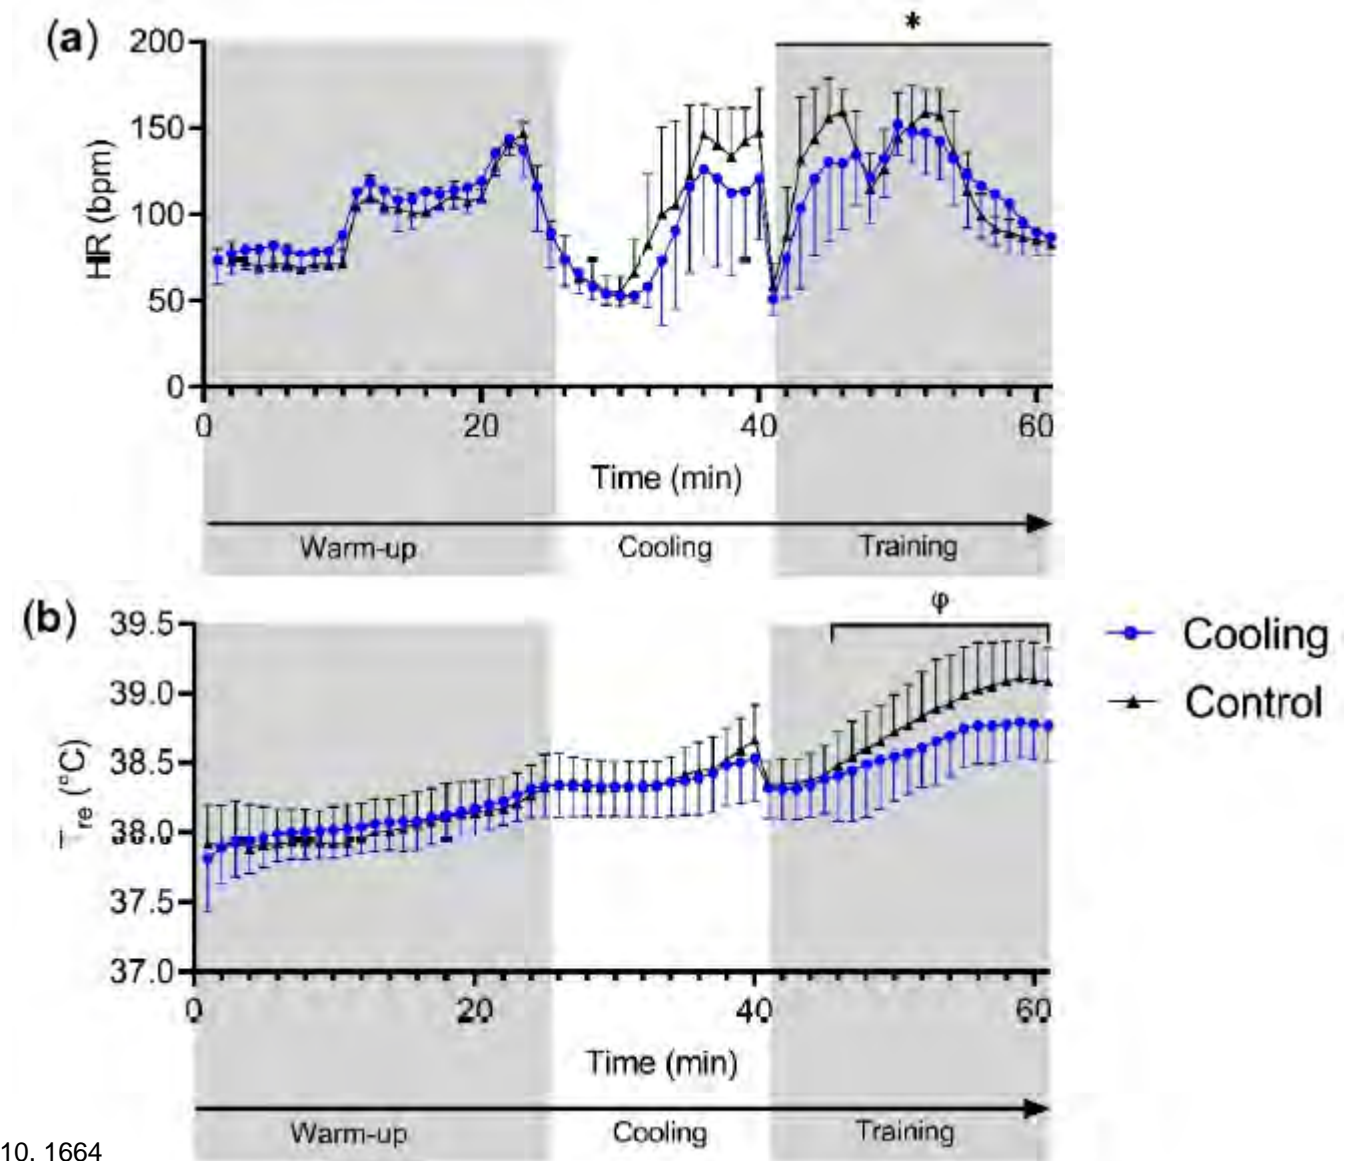 (a)
*
200
150
100
50
0
HR (bpm)
0 20 40 60
Time (min)
Warm-up Cooling Training
(b)
φ
39.5
39.0
38.5
38.0
37.5
37.0
T̅re (°C)
0 20 40 60
Time (min)
Warm-up Cooling Training
Cooling
Control
10, 1664